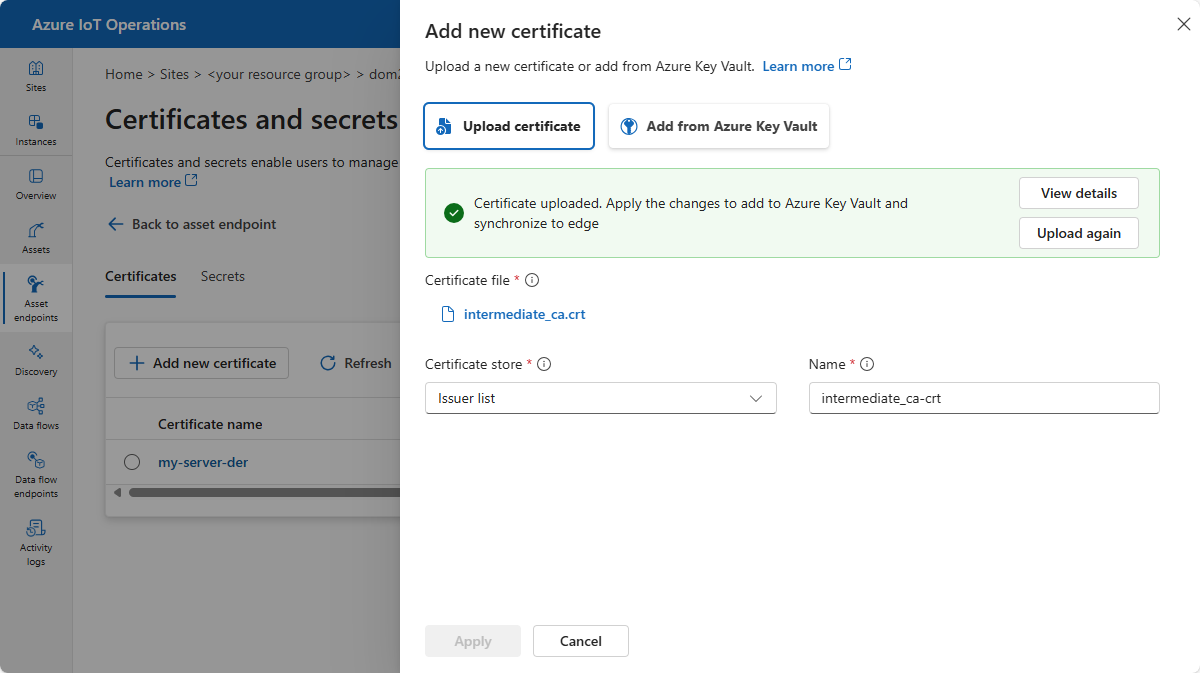 Azure IoT Operations
Sites
Instances
Overview
Assets
Asset
endpoints
Discovery
Data flows
Data flow
endpoints
Activity
logs
Home > Sites > <your resource group> > dom2
Certificates and secrets
Certificates and secrets enable users to manage
Learn more
Back to asset endpoint
Certificates
Secrets
Add new certificate
Refresh
Certificate name
my-server-der
Add new certificate
Upload a new certificate or add from Azure Key Vault. Learn more
Upload certificate
Add from Azure Key Vault
Certificate uploaded. Apply the changes to add to Azure Key Vault and
synchronize to edge
View details
Upload again
Certificate file *
intermediate_ca.crt
Certificate store *
Name *
Issuer list
intermediate_ca-crt
Apply
Cancel